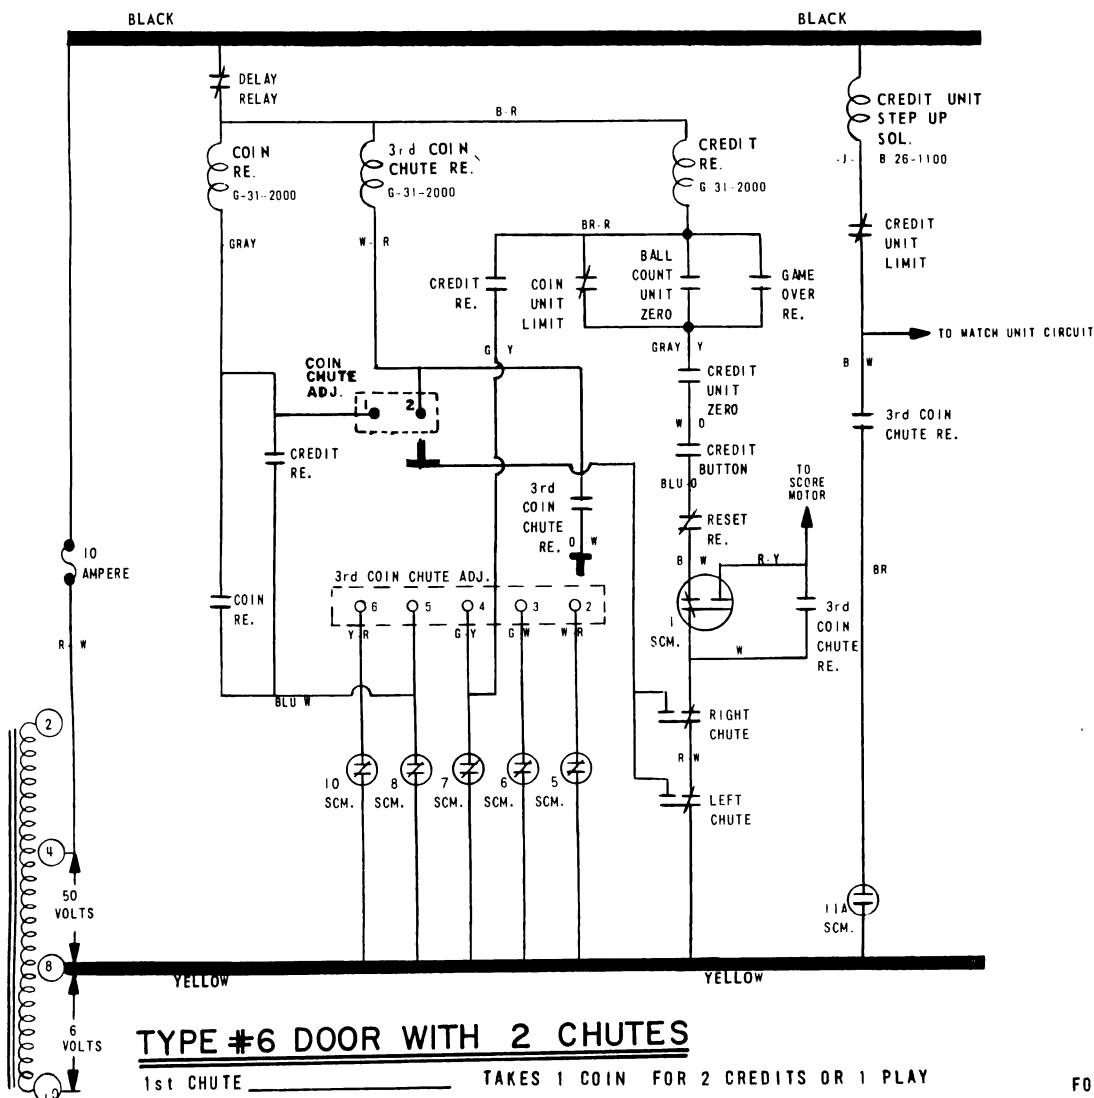 BLACK
BLACK
DELAY
RELAY
B-R
COIN
RE.
G-31-2000
3rd COIN
CHUTE RE.
G-31-2000
CREDIT
RE.
G 31-2000
CREDIT UNIT
STEP UP
SOL.
-J-
B 26-1100
GRAY
W-R
BR-R
CREDIT
RE.
COIN
UNIT
LIMIT
BALL
COUNT
UNIT
ZERO
GAME
OVER
RE.
CREDIT
UNIT
LIMIT
TO MATCH UNIT CIRCUIT
G Y
GRAY Y
B W
COIN
CHUTE
ADJ.
1 2
CREDIT
UNIT
ZERO
W O
3rd COIN
CHUTE RE.
CREDIT
RE.
CREDIT
BUTTON
BLU-O
TO
SCORE
MOTOR
3rd
COIN
CHUTE
RE.
O W
RESET
RE.
B W
R-Y
10
AMPERE
R-W
BR
3rd COIN CHUTE ADJ.
6 5 4 3 2
Y-R
G-Y
G W
W-R
COIN
RE.
1
SCM.
3rd
COIN
CHUTE
RE.
W
BLU W
RIGHT
CHUTE
R-W
LEFT
CHUTE
10
SCM.
8
SCM.
7
SCM.
6
SCM.
5
SCM.
2
4
50
VOLTS
8
6
VOLTS
11A
SCM.
YELLOW
YELLOW
TYPE #6 DOOR WITH 2 CHUTES
1st CHUTE TAKES 1 COIN FOR 2 CREDITS OR 1 PLAY
FO